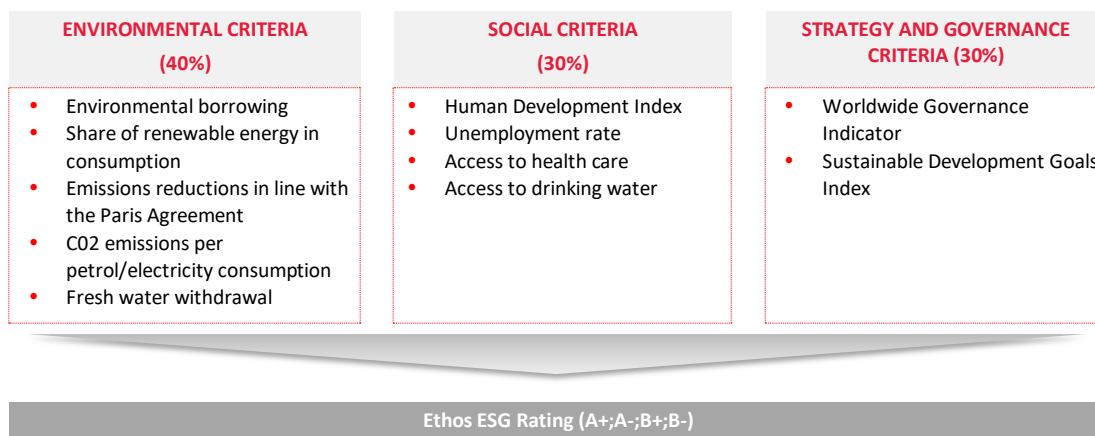 ENVIRONMENTAL CRITERIA
(40%)
• Environmental borrowing
• Share of renewable energy in
consumption
• Emissions reductions in line with
the Paris Agreement
• C02 emissions per
petrol/electricity consumption
• Fresh water withdrawal
SOCIAL CRITERIA
(30%)
• Human Development Index
• Unemployment rate
• Access to health care
• Access to drinking water
STRATEGY AND GOVERNANCE
CRITERIA (30%)
• Worldwide Governance
Indicator
• Sustainable Development Goals
Index
Ethos ESG Rating (A+;A-;B+;B-)